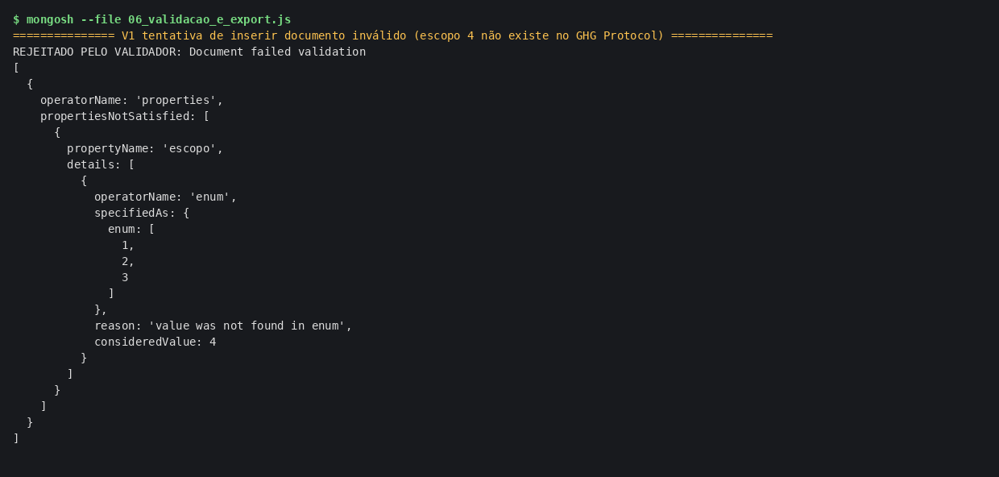 $ mongosh --file 06_validacao_e_export.js
=============== V1 tentativa de inserir documento inválido (escopo 4 não existe no GHG Protocol) ===============
REJEITADO PELO VALIDADOR: Document failed validation
[
  {
    operatorName: 'properties',
    propertiesNotSatisfied: [
      {
        propertyName: 'escopo',
        details: [
          {
            operatorName: 'enum',
            specifiedAs: {
              enum: [
                1,
                2,
                3
              ]
            },
            reason: 'value was not found in enum',
            consideredValue: 4
          }
        ]
      }
    ]
  }
]